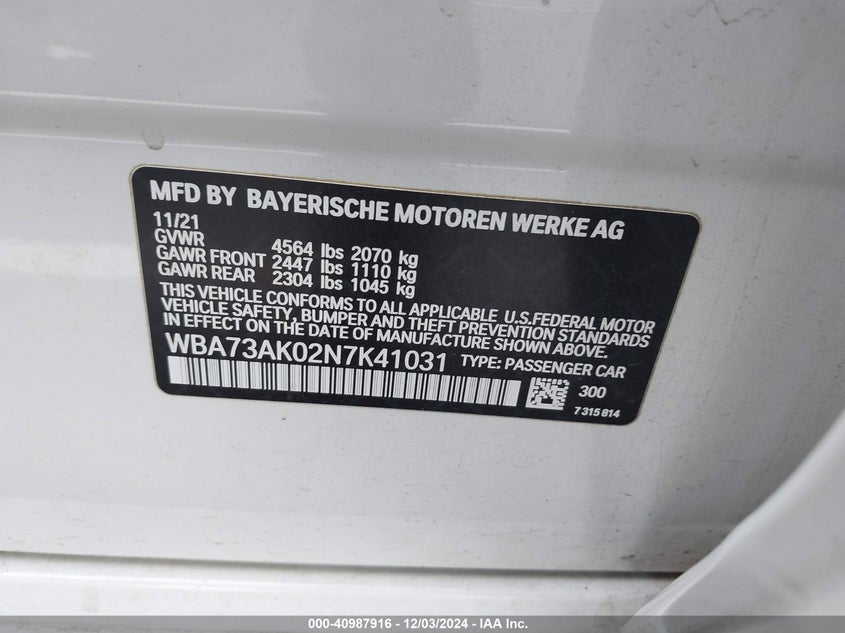 MFD BY BAYERISCHE MOTOREN WERKE AG
11/21
GVWR 4564 lbs 2070 kg
GAWR FRONT 2447 lbs 1110 kg
GAWR REAR 2304 lbs 1045 kg
THIS VEHICLE CONFORMS TO ALL APPLICABLE U.S.FEDERAL MOTOR
VEHICLE SAFETY, BUMPER AND THEFT PREVENTION STANDARDS
IN EFFECT ON THE DATE OF MANUFACTURE SHOWN ABOVE.
WBA73AK02N7K41031 TYPE: PASSENGER CAR
300
7315814
000-40987916 - 12/03/2024 - IAA Inc.